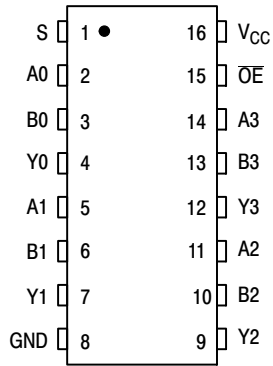 S 1 16 VCC
A0 2 15 OE
B0 3 14 A3
Y0 4 13 B3
A1 5 12 Y3
B1 6 11 A2
Y1 7 10 B2
GND 8 9 Y2